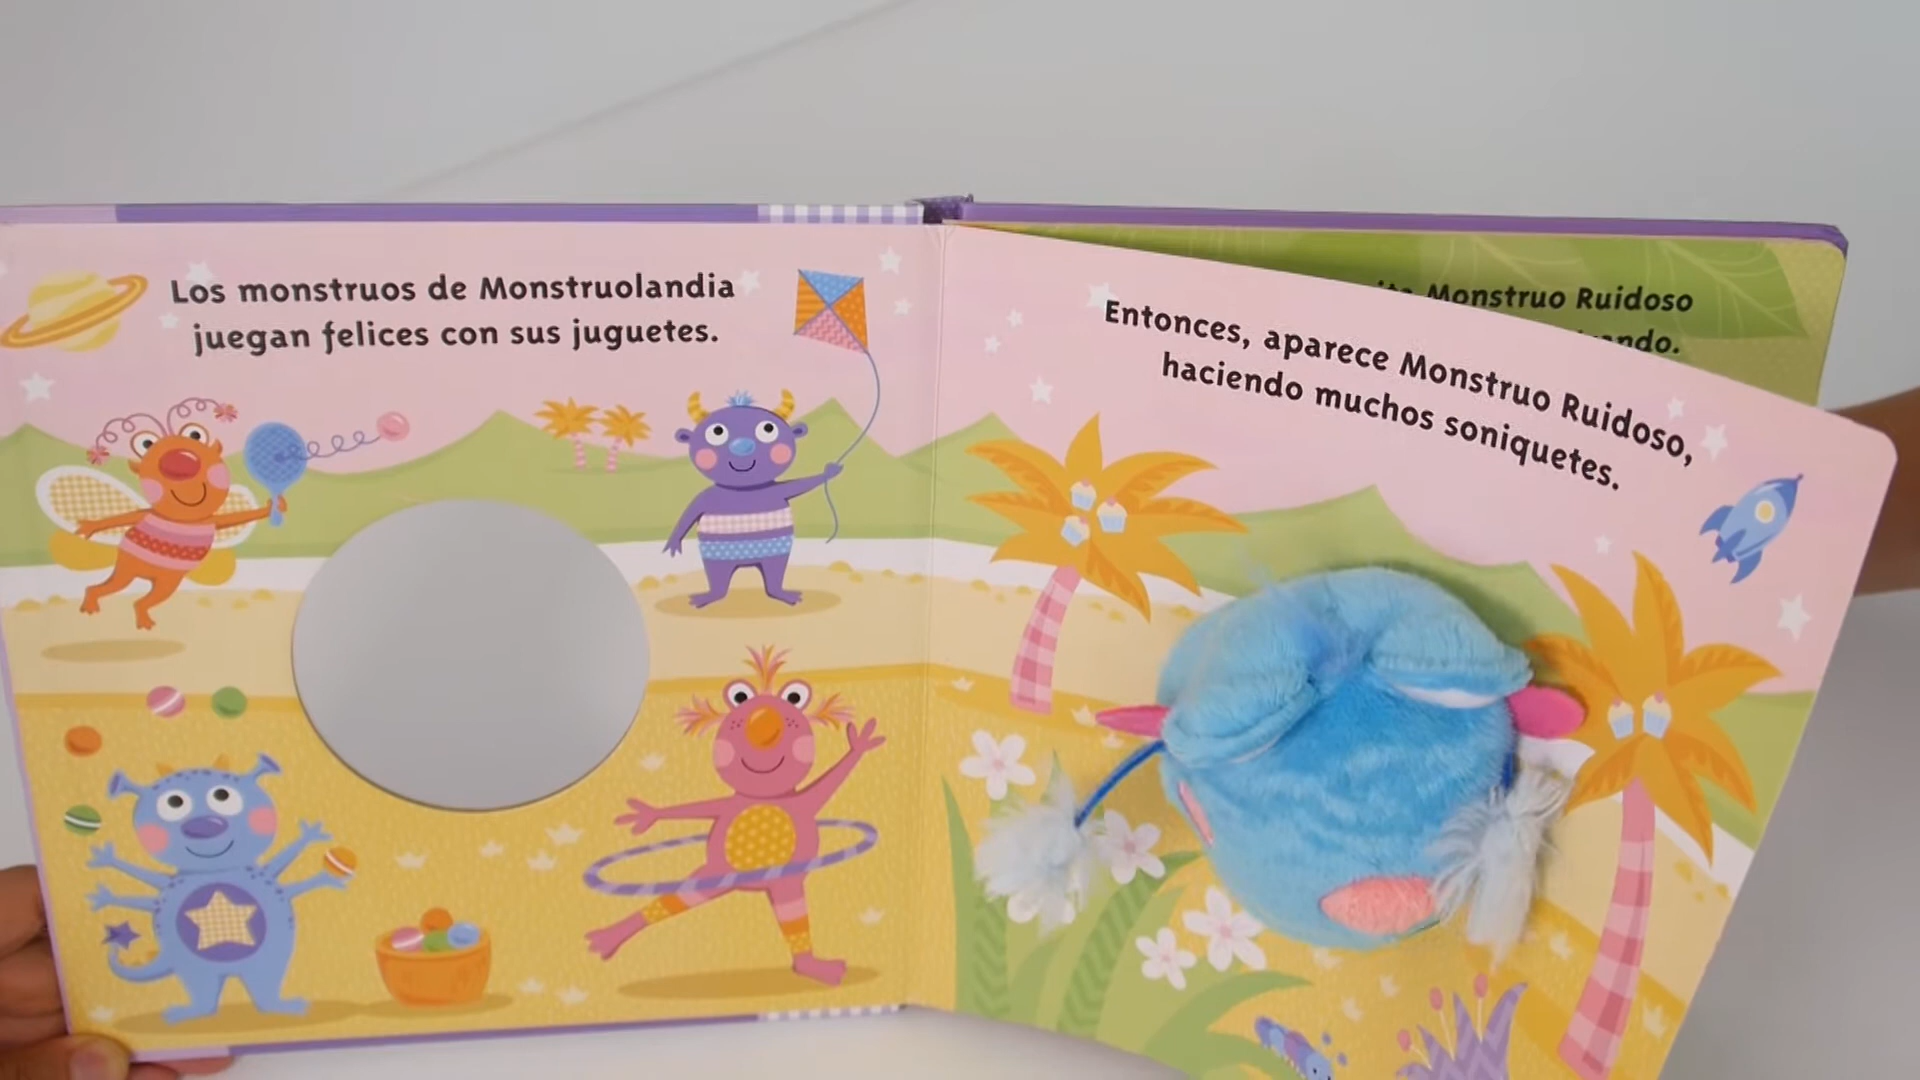 Los monstruos de Monstruolandia
juegan felices con sus juguetes.
Entonces, aparece Monstruo Ruidoso,
haciendo muchos soniquetes.
Monstruo Ruidoso